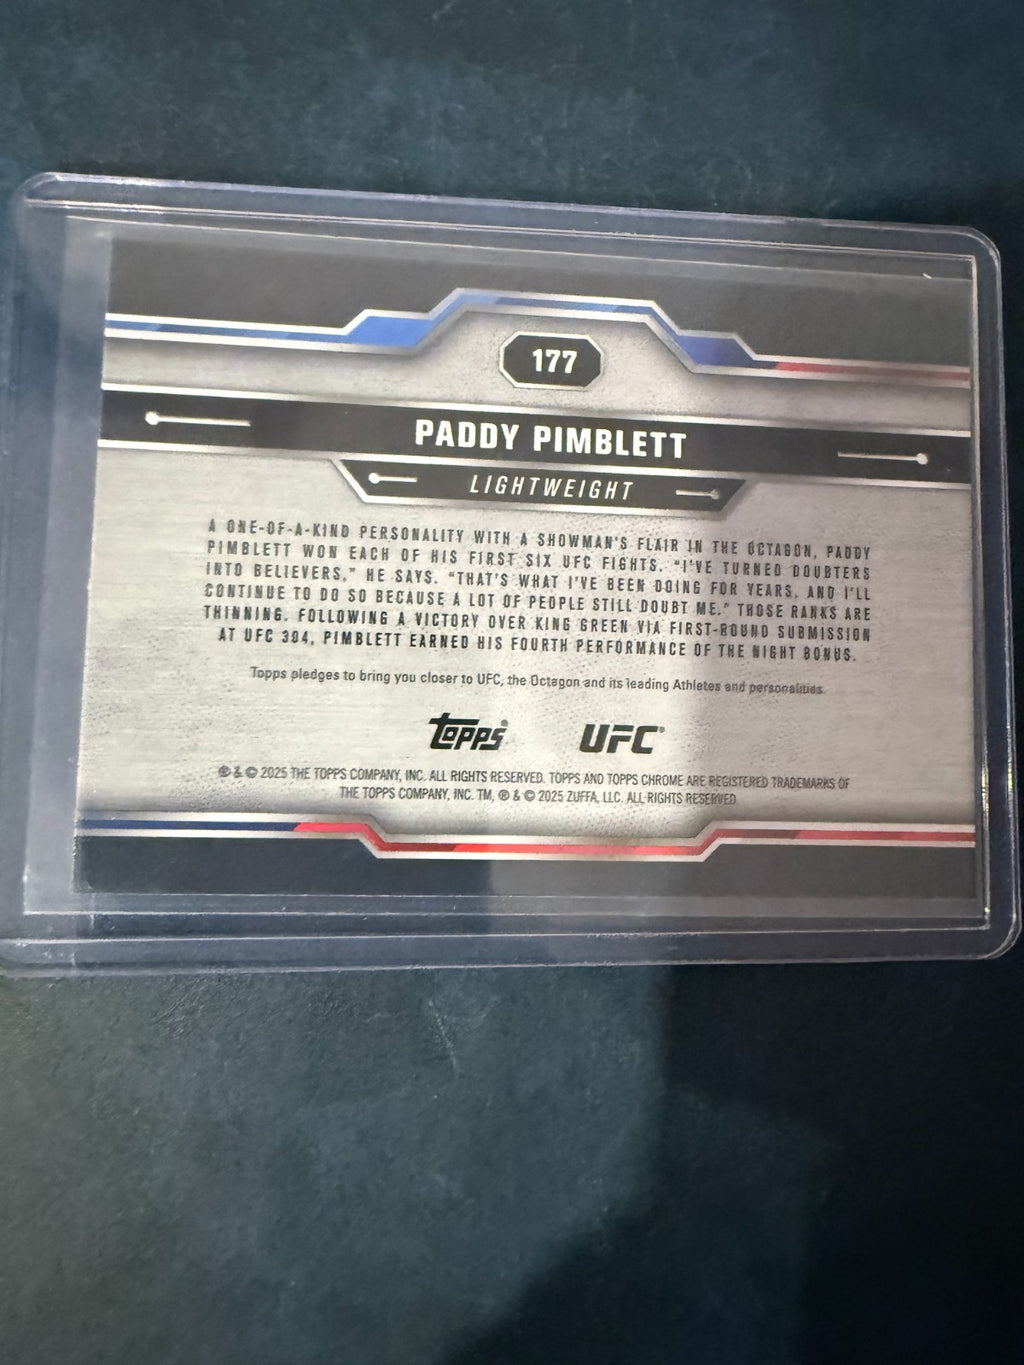 177
PADDY PIMBLETT
LIGHTWEIGHT
A ONE-OF-A-KIND PERSONALITY WITH A SHOWMAN'S FLAIR IN THE OCTAGON, PADDY
PIMBLETT WON EACH OF HIS FIRST SIX UFC FIGHTS. "I'VE TURNED DOUBTERS
INTO BELIEVERS," HE SAYS. "THAT'S WHAT I'VE BEEN DOING FOR YEARS, AND I'LL
CONTINUE TO DO SO BECAUSE A LOT OF PEOPLE STILL DOUBT ME." THOSE RANKS ARE
THINNING. FOLLOWING A VICTORY OVER KING GREEN VIA FIRST-ROUND SUBMISSION
AT UFC 304, PIMBLETT EARNED HIS FOURTH PERFORMANCE OF THE NIGHT BONUS.
Topps pledges to bring you closer to UFC, the Octagon and its leading Athletes and personalities.
topps® UFC®
® & © 2025 THE TOPPS COMPANY, INC. ALL RIGHTS RESERVED. TOPPS AND TOPPS CHROME ARE REGISTERED TRADEMARKS OF
THE TOPPS COMPANY, INC. TM, ® & © 2025 ZUFFA, LLC. ALL RIGHTS RESERVED.